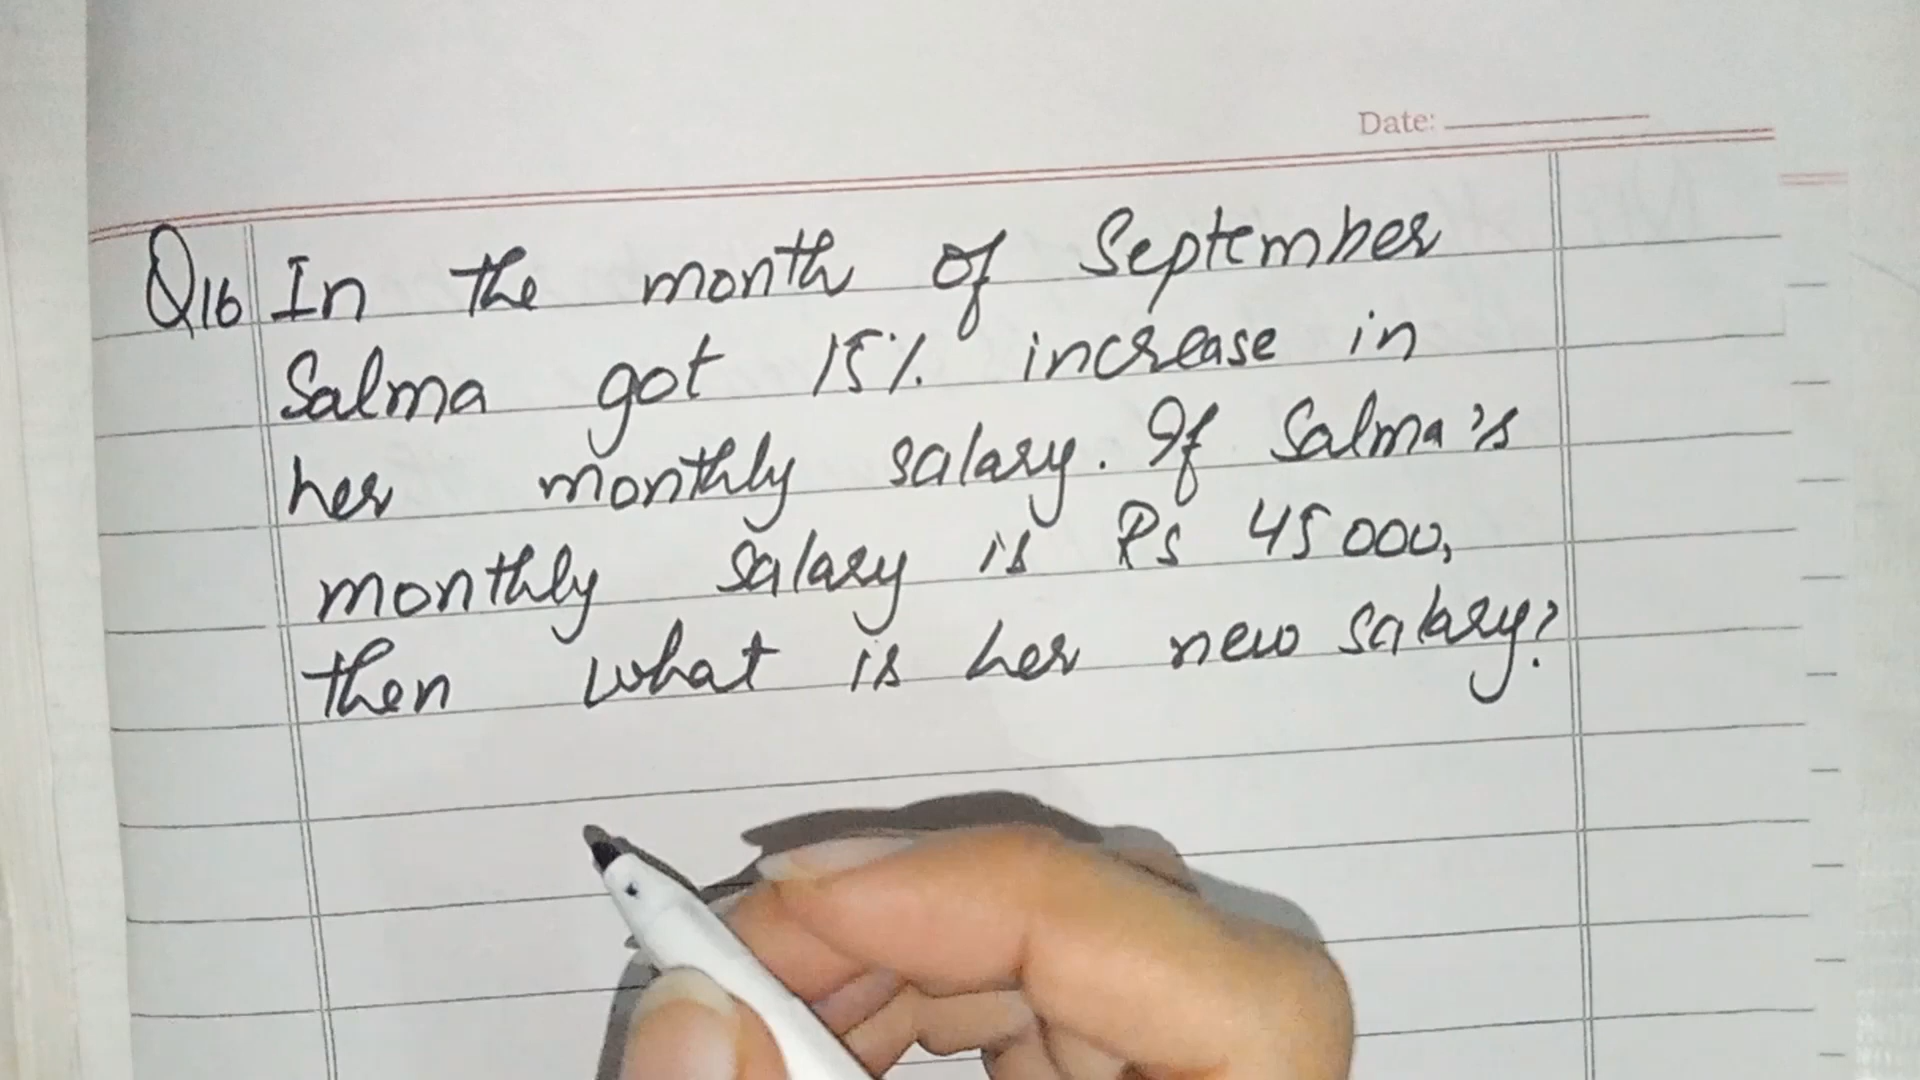 Date:
Q16 In the month of September
Salma got 15% increase in
her monthly salary. If Salma's
monthly salary is Rs 45000,
then what is her new salary?